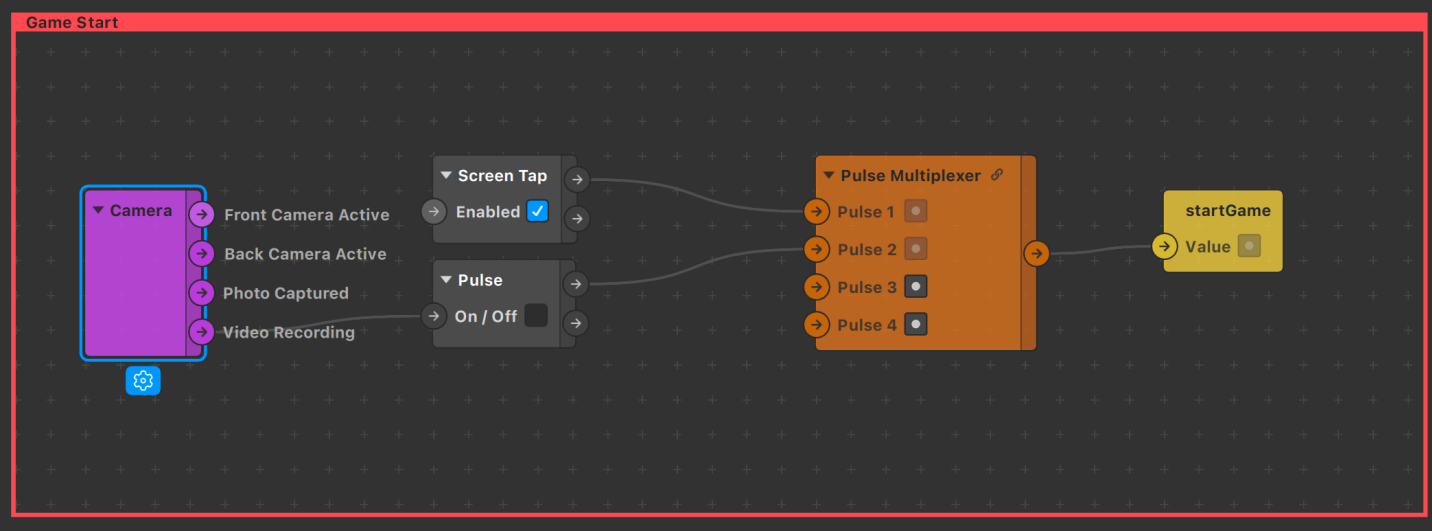 Game Start
Camera
Front Camera Active
Back Camera Active
Photo Captured
Video Recording
Screen Tap
Enabled
Pulse
On / Off
Pulse Multiplexer
Pulse 1
Pulse 2
Pulse 3
Pulse 4
startGame
Value